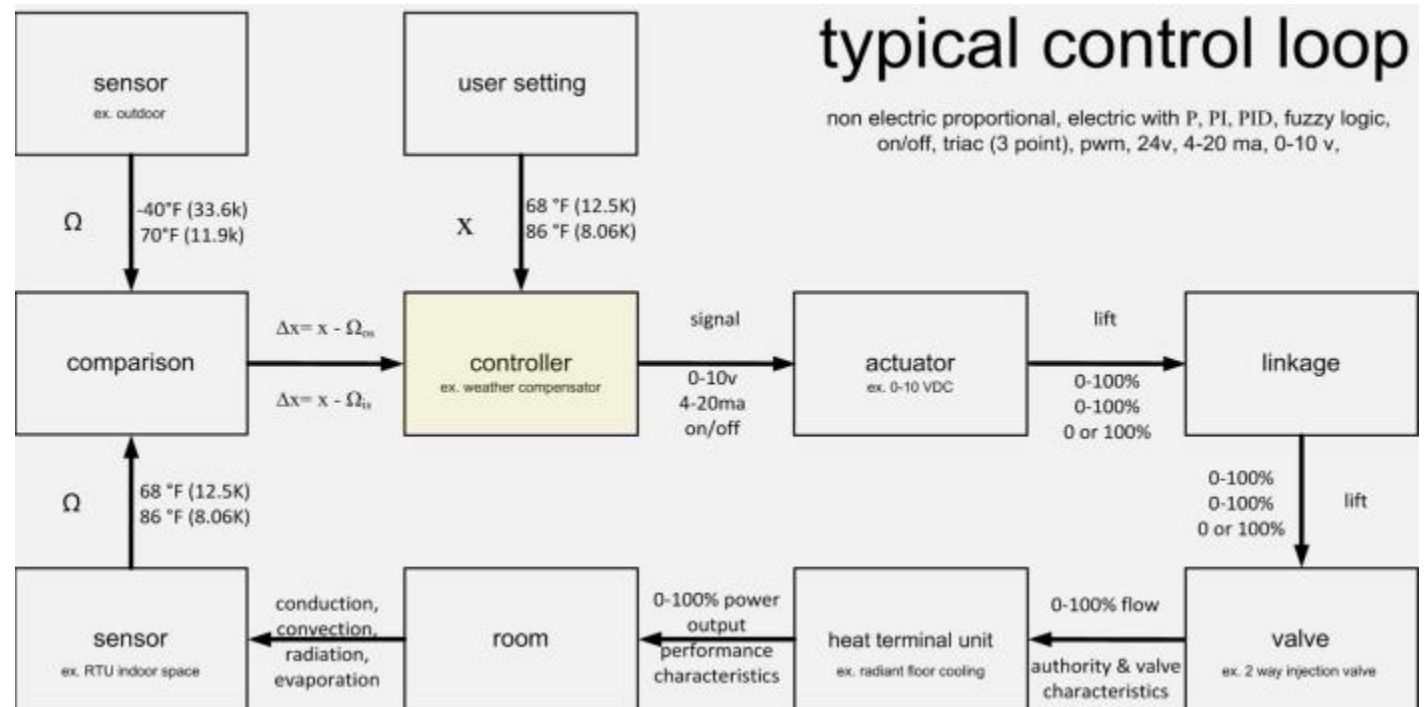 typical control loop
non electric proportional, electric with P, PI, PID, fuzzy logic,
on/off, triac (3 point), pwm, 24v, 4-20 ma, 0-10 v,
sensor
ex. outdoor
user setting
Ω
-40°F (33.6k)
70°F (11.9k)
x
68 °F (12.5K)
86 °F (8.06K)
comparison
Δx= x - Ωos
Δx= x - Ωis
controller
ex. weather compensator
signal
0-10v
4-20ma
on/off
actuator
ex. 0-10 VDC
lift
0-100%
0-100%
0 or 100%
linkage
Ω
68 °F (12.5K)
86 °F (8.06K)
0-100%
0-100%
0 or 100%
lift
sensor
ex. RTU indoor space
conduction,
convection,
radiation,
evaporation
room
0-100% power
output
performance
characteristics
heat terminal unit
ex. radiant floor cooling
0-100% flow
authority & valve
characteristics
valve
ex. 2 way injection valve